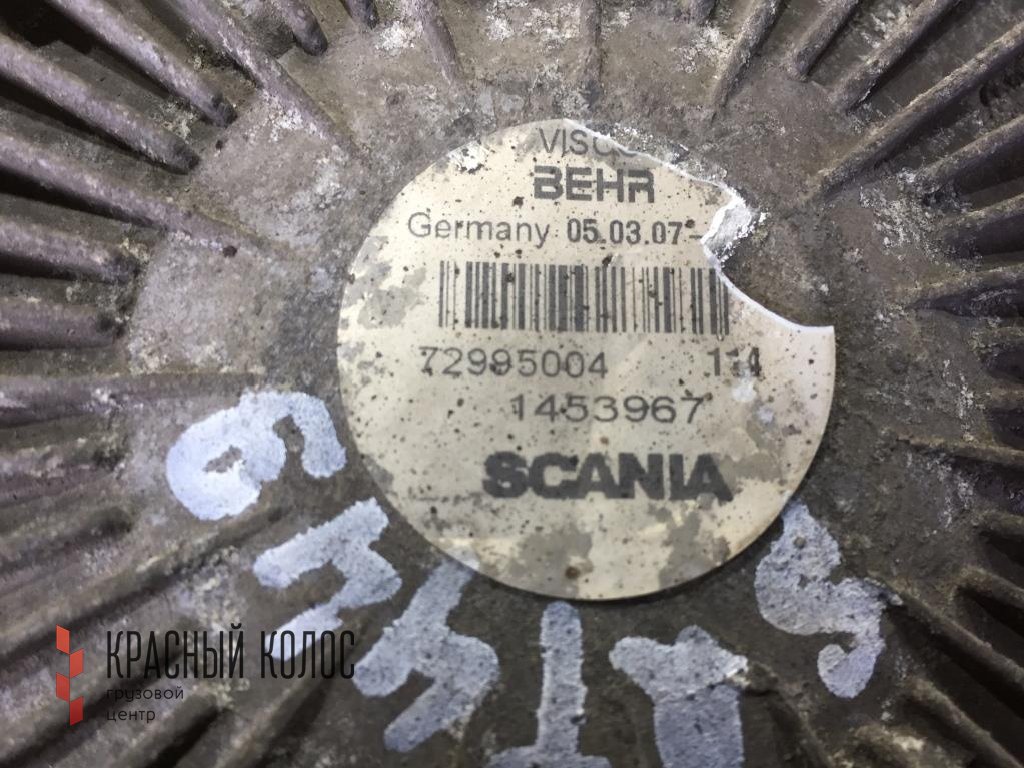 BEHR
Germany 05.03.07
72995004
1453967
SCANIA
КРАСНЫЙ КОЛОС
грузовой
центр